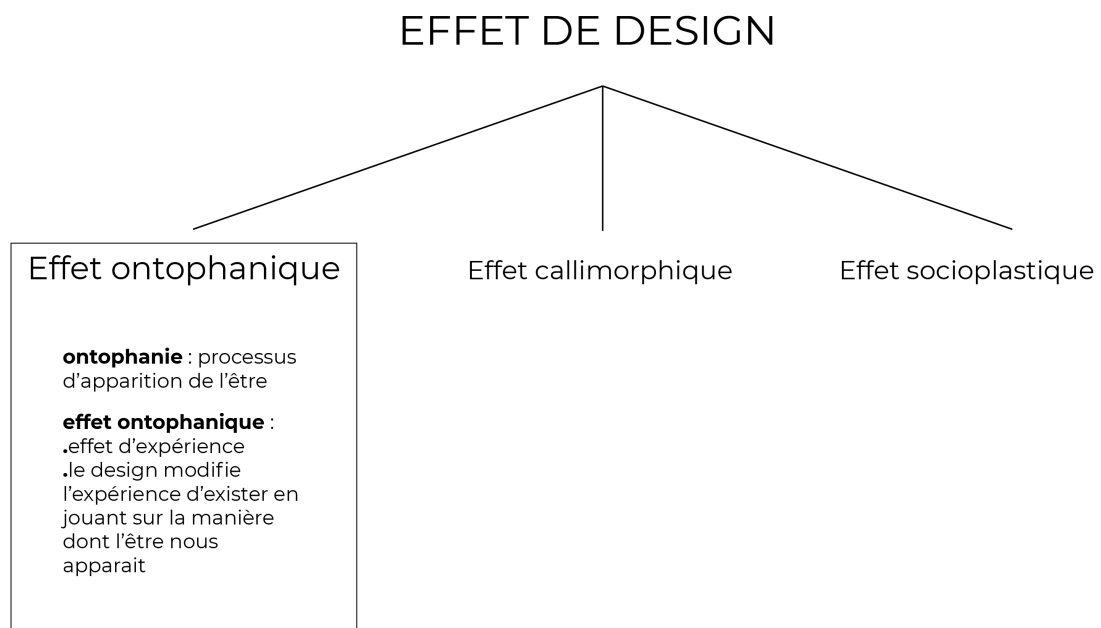 EFFET DE DESIGN
Effet ontophanique
Effet callimorphique
Effet socioplastique
ontophanie : processus
d’apparition de l’être
effet ontophanique :
.effet d’expérience
.le design modifie
l’expérience d’exister en
jouant sur la manière
dont l’être nous
apparait